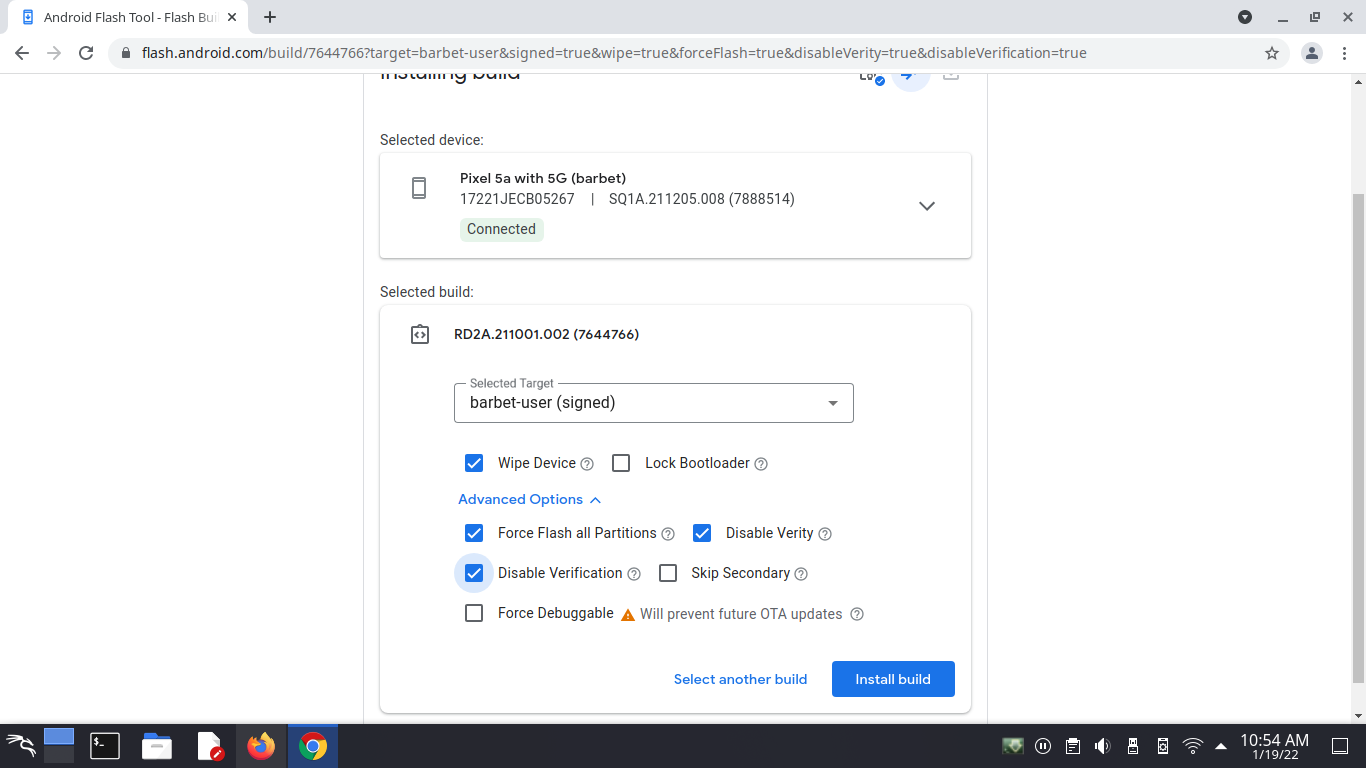 Android Flash Tool - Flash Bui
flash.android.com/build/7644766?target=barbet-user&signed=true&wipe=true&forceFlash=true&disableVerity=true&disableVerification=true
Installing build
Selected device:
Pixel 5a with 5G (barbet)
17221JECB05267 | SQ1A.211205.008 (7888514)
Connected
Selected build:
RD2A.211001.002 (7644766)
Selected Target
barbet-user (signed)
Wipe Device Lock Bootloader
Advanced Options
Force Flash all Partitions Disable Verity
Disable Verification Skip Secondary
Force Debuggable Will prevent future OTA updates
Select another build Install build
10:54 AM
1/19/22